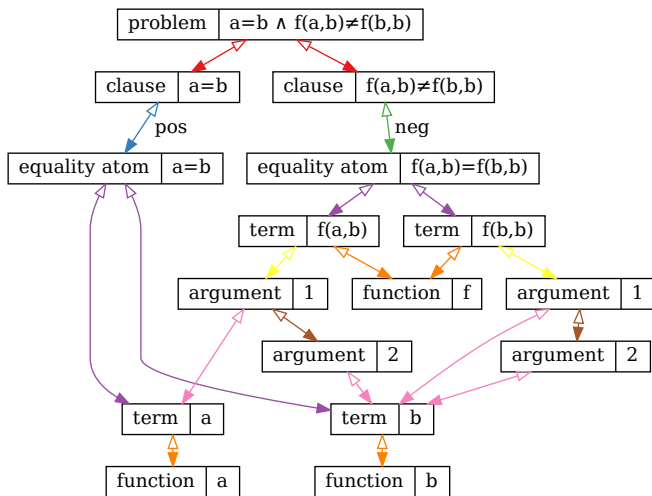 problem a=b ∧ f(a,b)≠f(b,b)
clause a=b
clause f(a,b)≠f(b,b)
pos
neg
equality atom a=b
equality atom f(a,b)=f(b,b)
term f(a,b)
term f(b,b)
argument 1
function f
argument 1
argument 2
argument 2
term a
term b
function a
function b